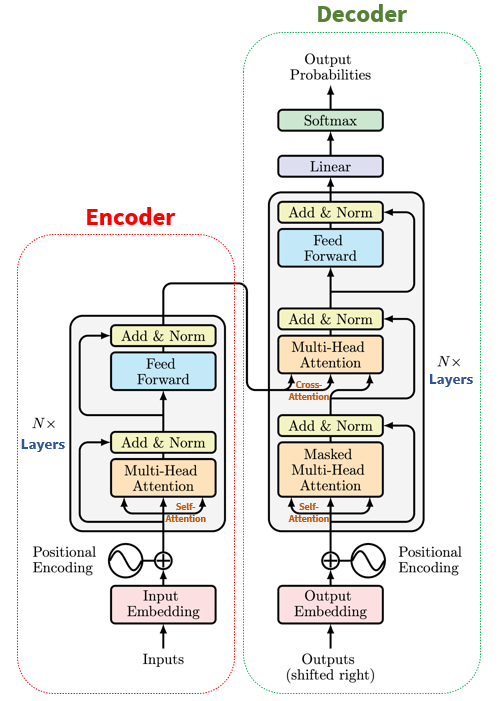 Decoder
Output
Probabilities
Softmax
Linear
Add & Norm
Feed
Forward
Add & Norm
Multi-Head
Attention
Cross-
Attention
Add & Norm
Masked
Multi-Head
Attention
Self-
Attention
N×
Layers
Positional
Encoding
Output
Embedding
Outputs
(shifted right)
Encoder
Add & Norm
Feed
Forward
Add & Norm
Multi-Head
Attention
Self-
Attention
N×
Layers
Positional
Encoding
Input
Embedding
Inputs